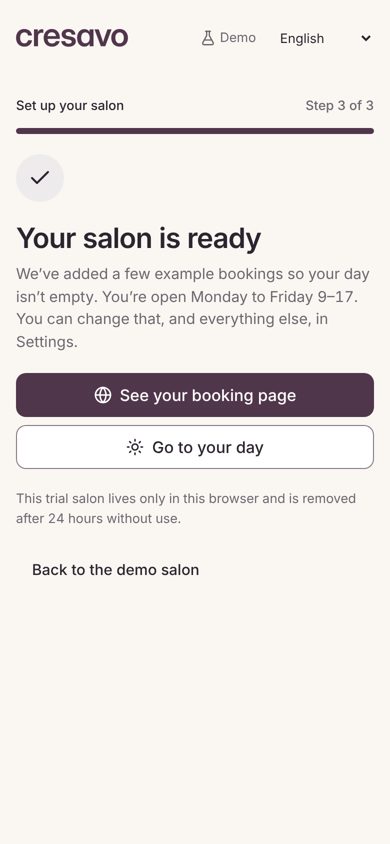 cresavo
Demo
English
Set up your salon
Step 3 of 3
Your salon is ready
We’ve added a few example bookings so your day
isn’t empty. You’re open Monday to Friday 9–17.
You can change that, and everything else, in
Settings.
See your booking page
Go to your day
This trial salon lives only in this browser and is removed
after 24 hours without use.
Back to the demo salon